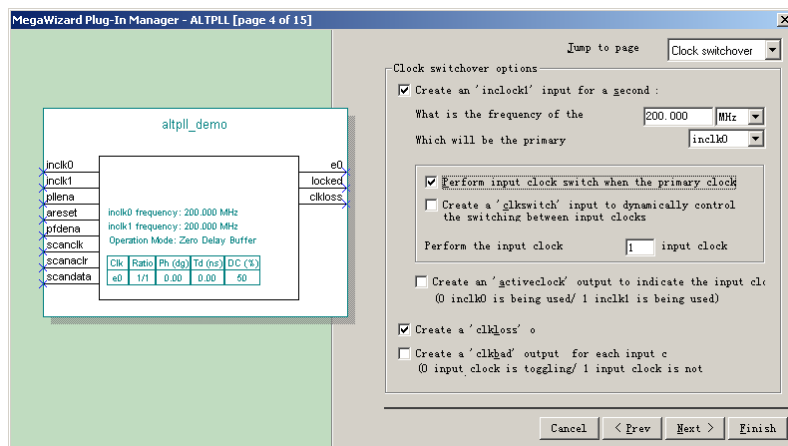 MegaWizard Plug-In Manager - ALTPLL [page 4 of 15]
Jump to page
Clock switchover
Clock switchover options
Create an 'inclock1' input for a second :
What is the frequency of the
200.000
MHz
Which will be the primary
inclk0
Perform input clock switch when the primary clock
Create a 'clkswitch' input to dynamically control
the switching between input clocks
Perform the input clock
1
input clock
Create an 'activeclock' output to indicate the input clo
(0 inclk0 is being used/ 1 inclk1 is being used)
Create a 'clkloss' o
Create a 'clkbad' output for each input c
(0 input clock is toggling/ 1 input clock is not
altpll_demo
inclk0
inclk1
pllena
areset
pfdena
scanclk
scanaclr
scandata
e0
locked
clkloss
inclk0 frequency: 200.000 MHz
inclk1 frequency: 200.000 MHz
Operation Mode: Zero Delay Buffer
Clk Ratio Ph (dg) Td (ns) DC (%)
e0 1/1 0.00 0.00 50
Cancel
< Prev
Next >
Finish